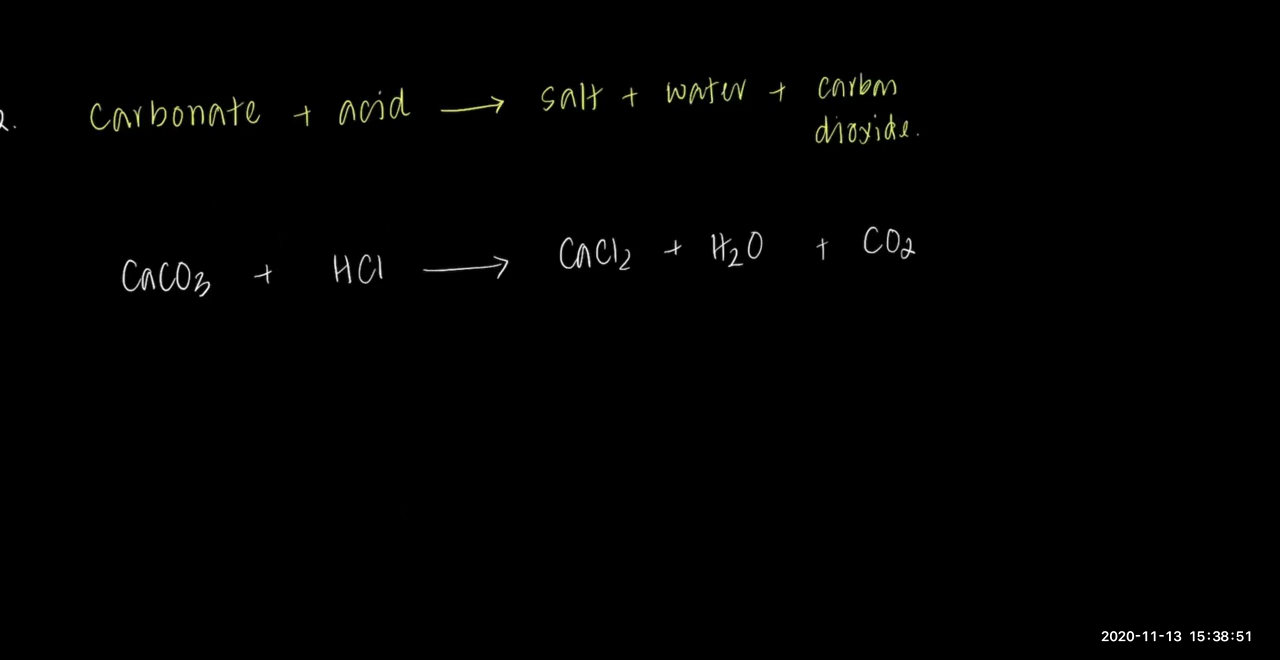 2. carbonate + acid → salt + water + carbon
dioxide.
CaCO₃ + HCl → CaCl₂ + H₂O + CO₂
2020-11-13 15:38:51